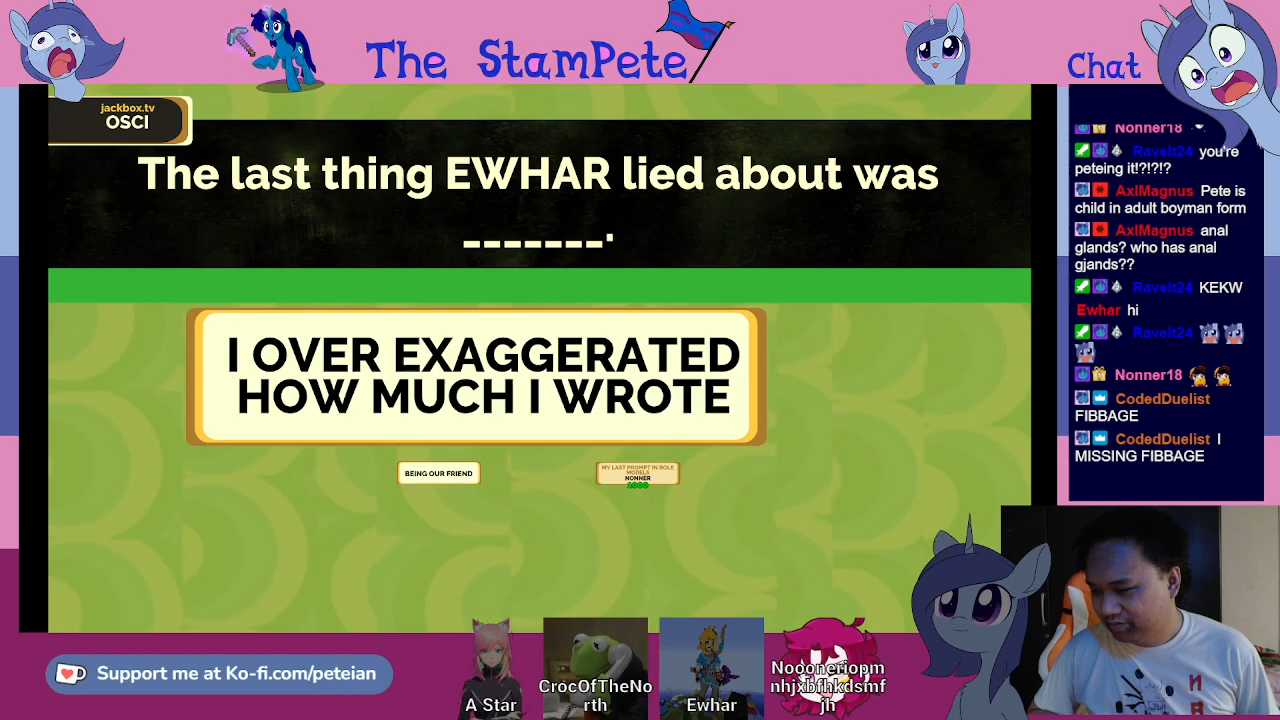 The StamPete
Chat
jackbox.tv
OSCI
The last thing EWHAR lied about was
_______.
I OVER EXAGGERATED
HOW MUCH I WROTE
BEING OUR FRIEND
MY LAST PROMPT IN ROLE
MODELS
NONNER
1000
Nonner18
Ravelt24 you're
peteing it!?!?!?
AxlMagnus Pete is
child in adult boyman form
AxlMagnus anal
glands? who has anal
gjands??
Ravelt24 KEKW
Ewhar hi
Ravelt24
Nonner18
CodedDuelist
FIBBAGE
CodedDuelist I
MISSING FIBBAGE
Support me at Ko-fi.com/peteian
A Star
CrocOfTheNo
rth
Ewhar
Noooneriopm
nhjxbfhkdsmf
jh